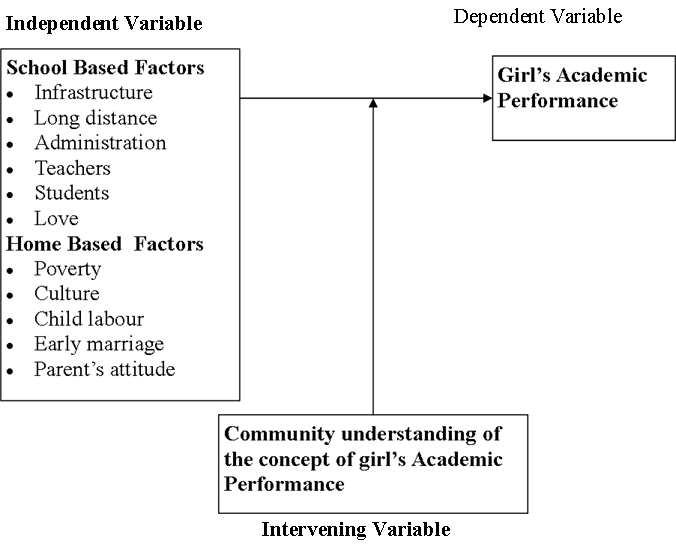 Independent Variable
Dependent Variable
School Based Factors
• Infrastructure
• Long distance
• Administration
• Teachers
• Students
• Love
Home Based Factors
• Poverty
• Culture
• Child labour
• Early marriage
• Parent's attitude
Girl's Academic
Performance
Community understanding of
the concept of girl's Academic
Performance
Intervening Variable